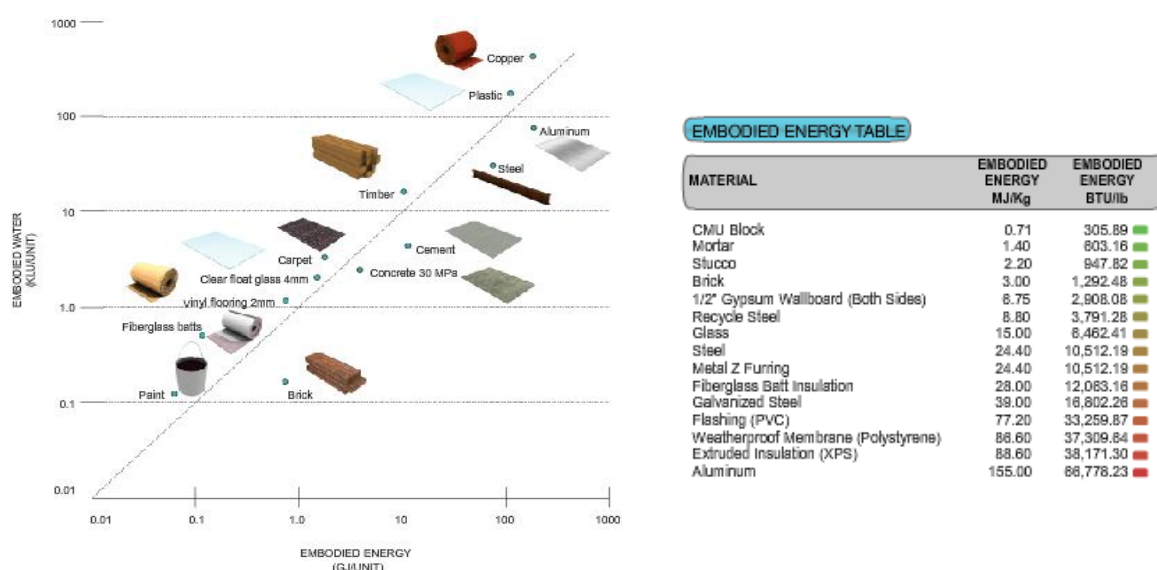 1000
100
10
1.0
0.1
0.01
EMBODIED WATER
(KLU/UNIT)
Copper
Plastic
Aluminum
Steel
Timber
Cement
Carpet
Concrete 30 MPa
Clear float glass 4mm
vinyl flooring 2mm
Fiberglass batts
Paint
Brick
0.01 0.1 1.0 10 100 1000
EMBODIED ENERGY
(GJ/UNIT)
EMBODIED ENERGY TABLE
MATERIAL EMBODIED ENERGY MJ/Kg EMBODIED ENERGY BTU/lb
CMU Block 0.71 305.89
Mortar 1.40 603.16
Stucco 2.20 947.82
Brick 3.00 1,292.48
1/2" Gypsum Wallboard (Both Sides) 6.75 2,908.08
Recycle Steel 8.80 3,791.28
Glass 15.00 6,462.41
Steel 24.40 10,512.19
Metal Z Furring 24.40 10,512.19
Fiberglass Batt Insulation 28.00 12,063.16
Galvanized Steel 39.00 16,802.26
Flashing (PVC) 77.20 33,259.87
Weatherproof Membrane (Polystyrene) 86.60 37,309.64
Extruded Insulation (XPS) 88.60 38,171.30
Aluminum 155.00 66,778.23